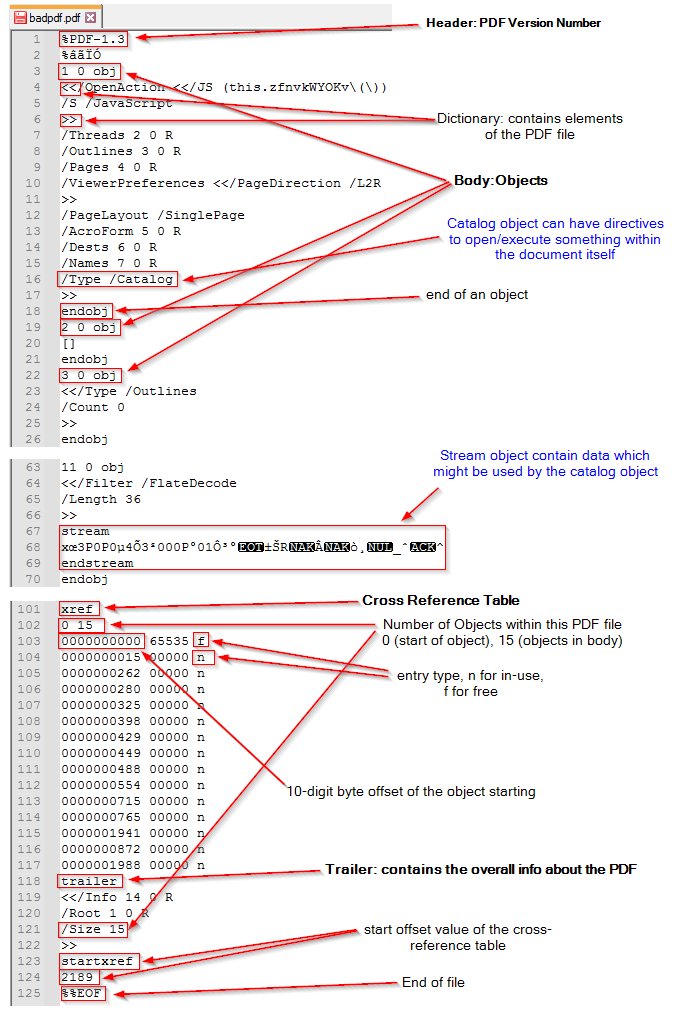 badpdf.pdf
1 %PDF-1.3
Header: PDF Version Number
2 %âãÏÓ
3 1 0 obj
4 <</OpenAction <</JS (this.zfnvkWYOKv\(\))
5 /S /JavaScript
6 >>
Dictionary: contains elements
of the PDF file
7 /Threads 2 0 R
8 /Outlines 3 0 R
9 /Pages 4 0 R
10 /ViewerPreferences <</PageDirection /L2R
Body:Objects
11 >>
12 /PageLayout /SinglePage
13 /AcroForm 5 0 R
14 /Dests 6 0 R
15 /Names 7 0 R
16 /Type /Catalog
Catalog object can have directives
to open/execute something within
the document itself
17 >>
18 endobj
end of an object
19 2 0 obj
20 []
21 endobj
22 3 0 obj
23 <</Type /Outlines
24 /Count 0
25 >>
26 endobj
Stream object contain data which
might be used by the catalog object
63 11 0 obj
64 <</Filter /FlateDecode
65 /Length 36
66 >>
67 stream
68 xœ3P0P0µ4Õ3²000P°01Ô³°EOT±ŠRNAKÂNAKò¸NUL_ˆACK^
69 endstream
70 endobj
101 xref
Cross Reference Table
102 0 15
Number of Objects within this PDF file
0 (start of object), 15 (objects in body)
103 0000000000 65535 f
104 0000000015 00000 n
entry type, n for in-use,
f for free
105 0000000262 00000 n
106 0000000280 00000 n
107 0000000325 00000 n
108 0000000398 00000 n
109 0000000429 00000 n
110 0000000449 00000 n
111 0000000488 00000 n
112 0000000554 00000 n
10-digit byte offset of the object starting
113 0000000715 00000 n
114 0000000765 00000 n
115 0000001941 00000 n
116 0000000872 00000 n
117 0000001988 00000 n
118 trailer
Trailer: contains the overall info about the PDF
119 <</Info 14 0 R
120 /Root 1 0 R
121 /Size 15
122 >>
start offset value of the cross-
reference table
123 startxref
124 2189
125 %%EOF
End of file